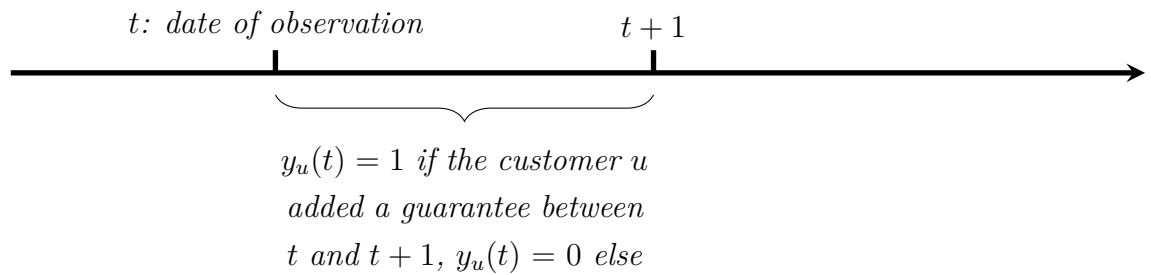 t: date of observation
t + 1
y_u(t) = 1 if the customer u
added a guarantee between
t and t + 1, y_u(t) = 0 else